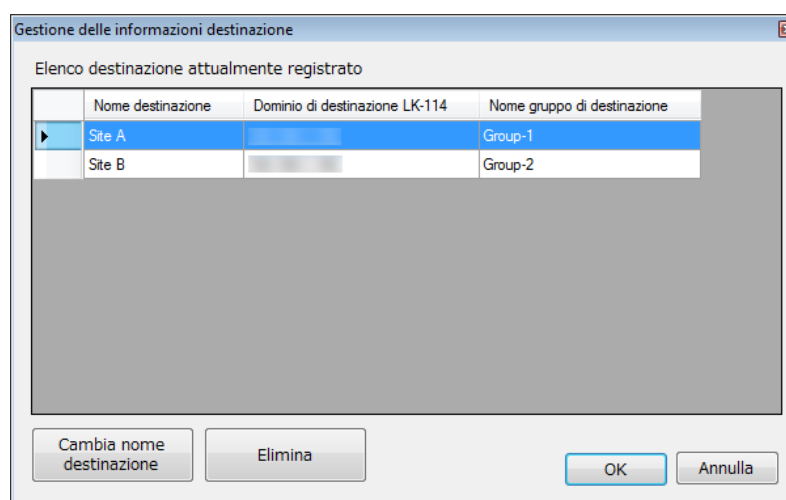 Gestione delle informazioni destinazione
Elenco destinazione attualmente registrato
Nome destinazione Dominio di destinazione LK-114 Nome gruppo di destinazione
Site A Group-1
Site B Group-2
Cambia nome
destinazione
Elimina
OK
Annulla